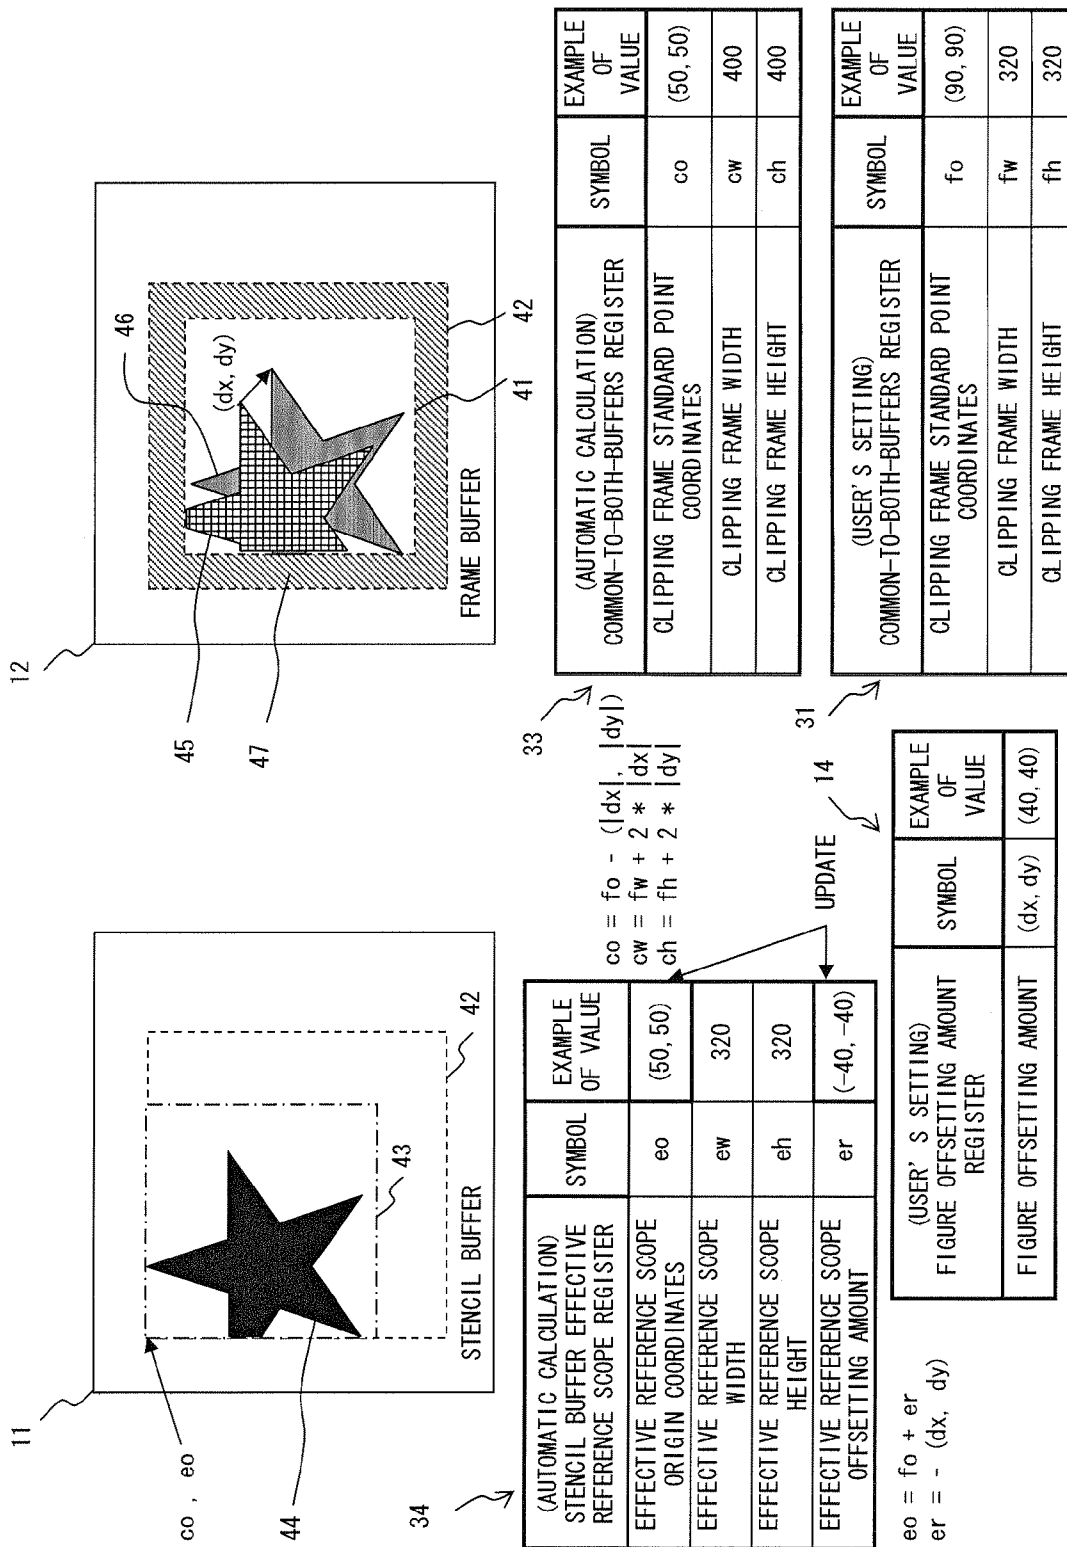 11
co , eo
44
43
42
STENCIL BUFFER
12
45
47
46
(dx, dy)
41
42
FRAME BUFFER
34
(AUTOMATIC CALCULATION)
STENCIL BUFFER EFFECTIVE
REFERENCE SCOPE REGISTER
SYMBOL
EXAMPLE
OF VALUE
EFFECTIVE REFERENCE SCOPE
ORIGIN COORDINATES
eo
(50, 50)
EFFECTIVE REFERENCE SCOPE
WIDTH
ew
320
EFFECTIVE REFERENCE SCOPE
HEIGHT
eh
320
EFFECTIVE REFERENCE SCOPE
OFFSETTING AMOUNT
er
(-40, -40)
eo = fo + er
er = - (dx, dy)
co = fo - (|dx|, |dy|)
cw = fw + 2 * |dx|
ch = fh + 2 * |dy|
UPDATE
33
(AUTOMATIC CALCULATION)
COMMON-TO-BOTH-BUFFERS REGISTER
SYMBOL
EXAMPLE
OF
VALUE
CLIPPING FRAME STANDARD POINT
COORDINATES
co
(50, 50)
CLIPPING FRAME WIDTH
cw
400
CLIPPING FRAME HEIGHT
ch
400
14
(USER'S SETTING)
FIGURE OFFSETTING AMOUNT
REGISTER
SYMBOL
EXAMPLE
OF
VALUE
FIGURE OFFSETTING AMOUNT
(dx, dy)
(40, 40)
31
(USER'S SETTING)
COMMON-TO-BOTH-BUFFERS REGISTER
SYMBOL
EXAMPLE
OF
VALUE
CLIPPING FRAME STANDARD POINT
COORDINATES
fo
(90, 90)
CLIPPING FRAME WIDTH
fw
320
CLIPPING FRAME HEIGHT
fh
320